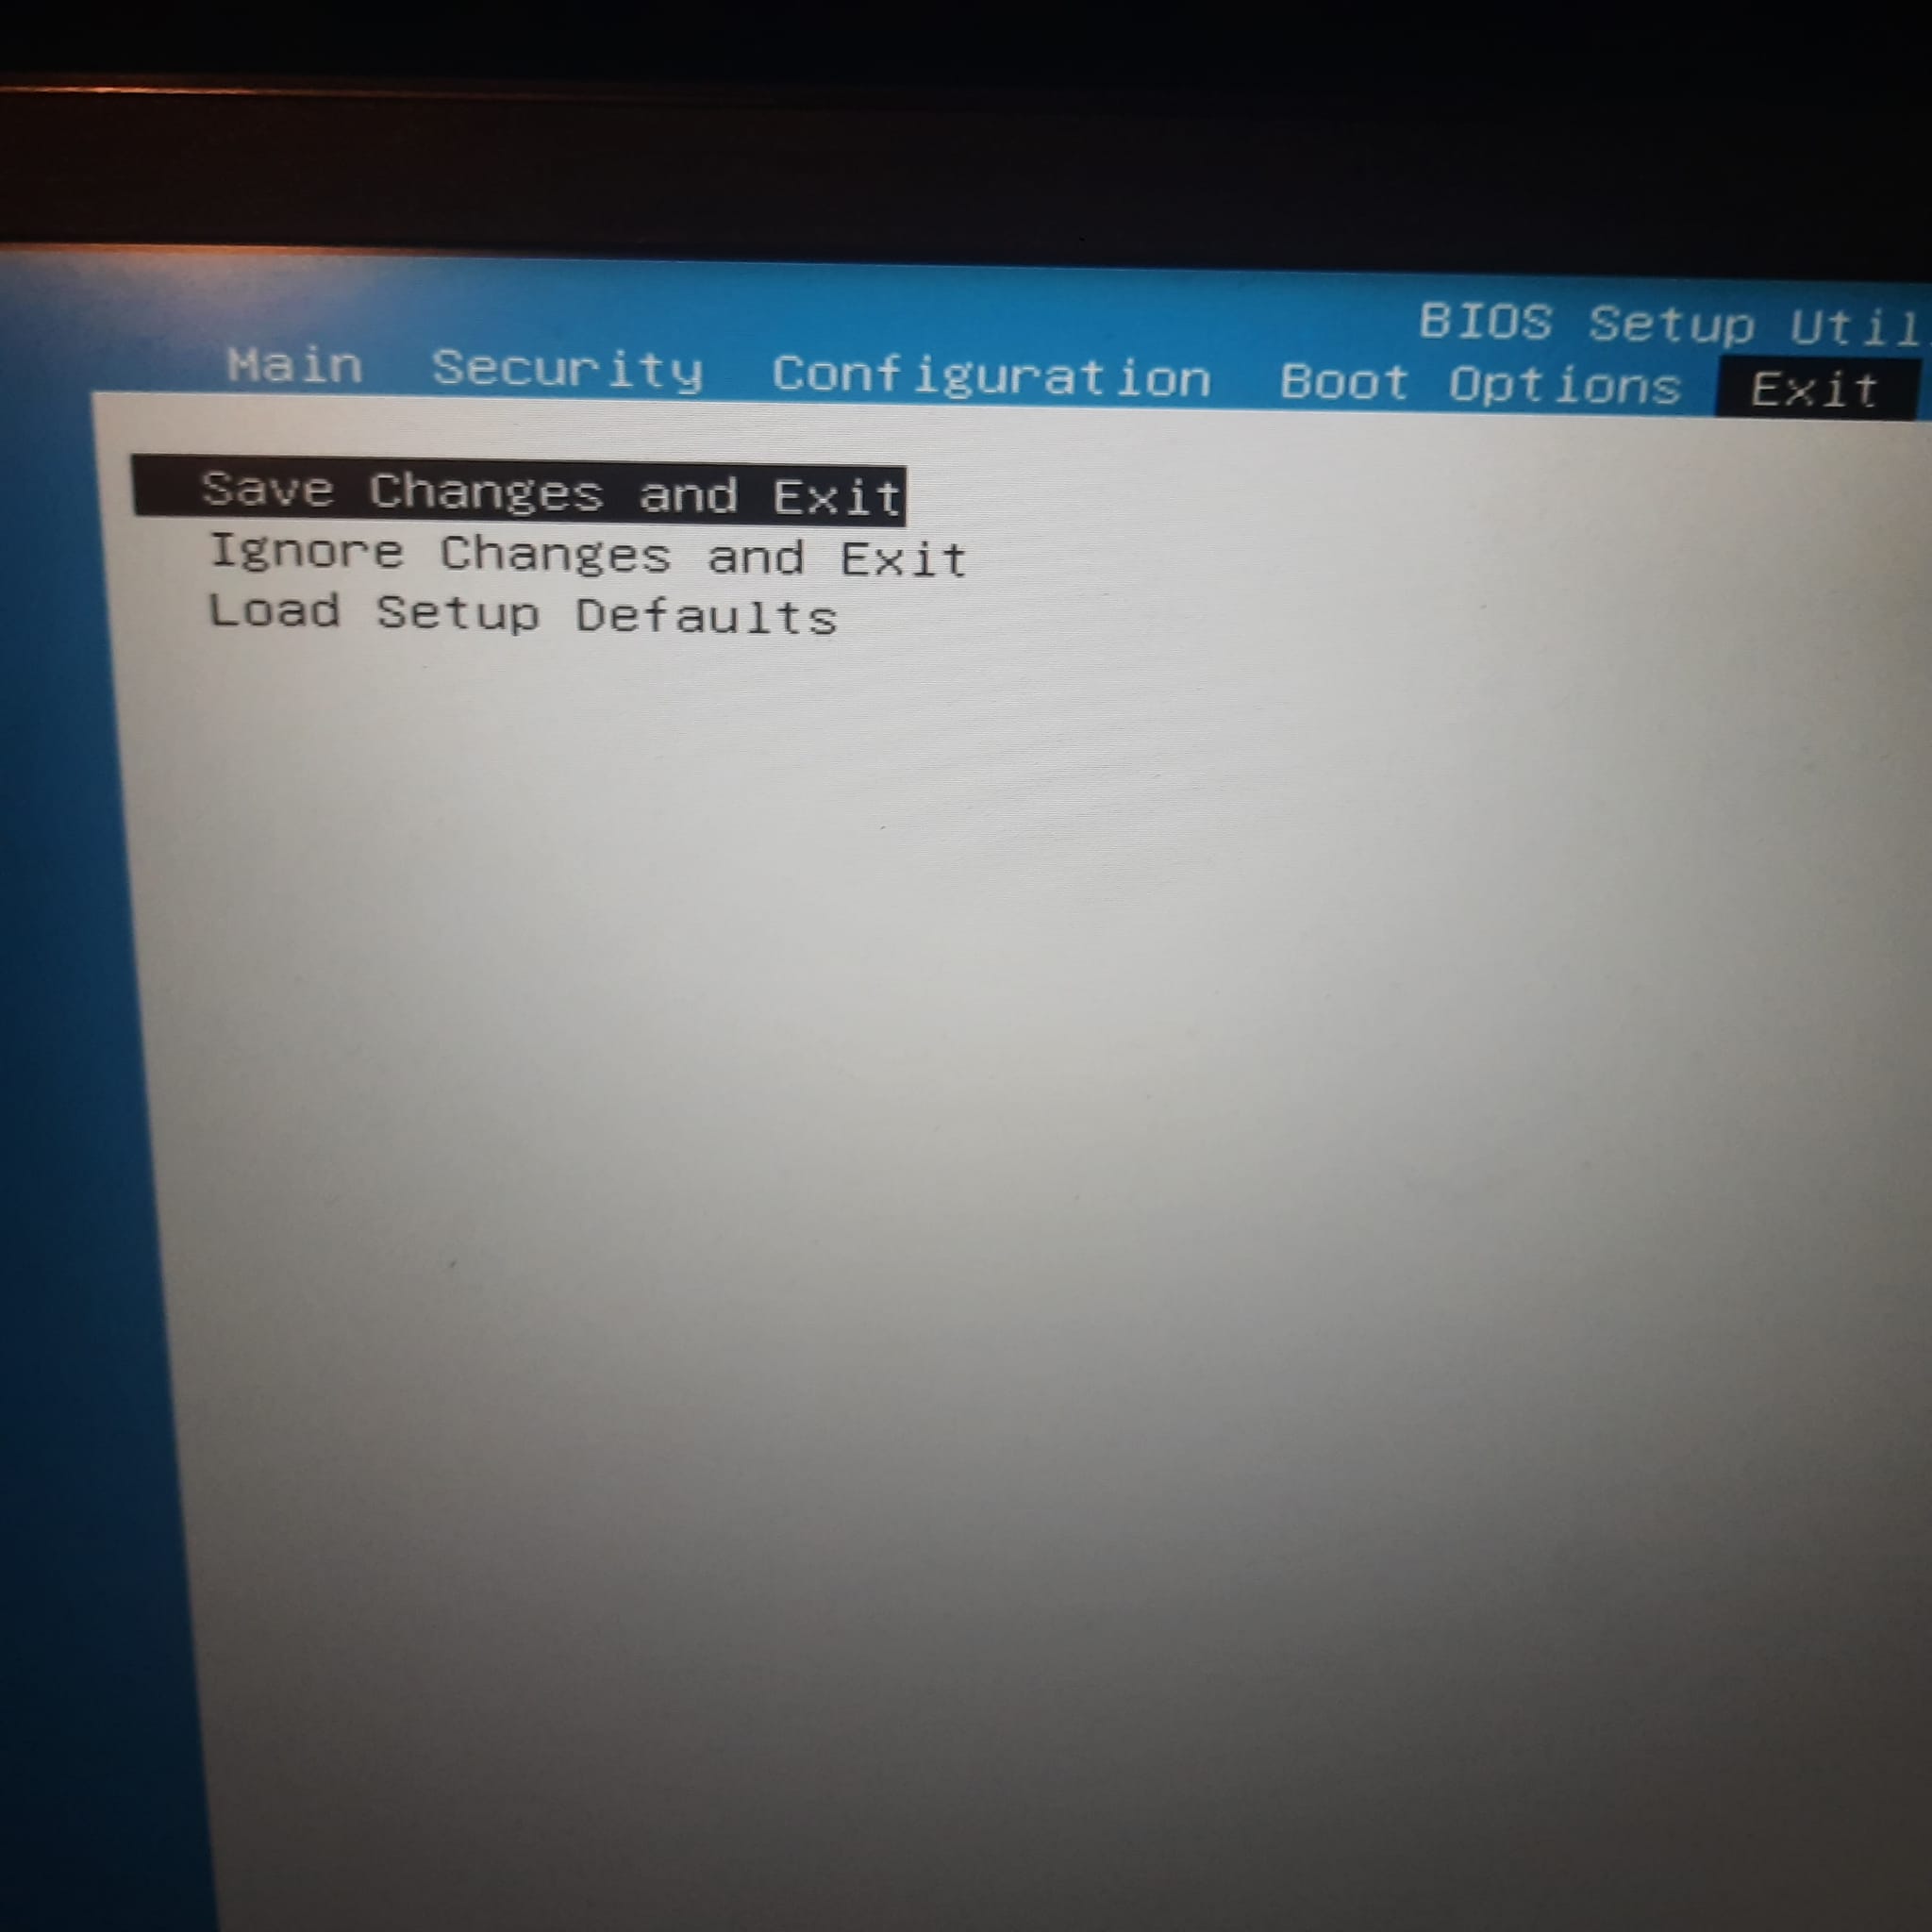 BIOS Setup
Main Security Configuration Boot Options Exit
Save Changes and Exit
Ignore Changes and Exit
Load Setup Defaults